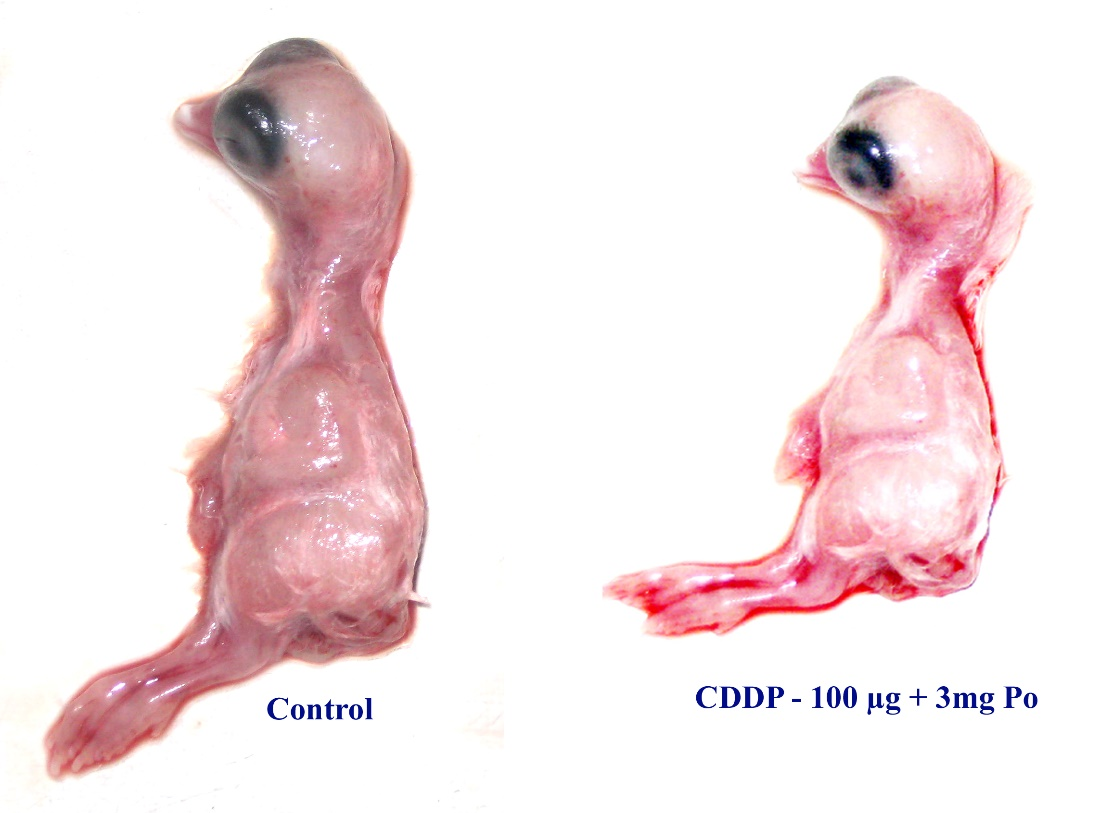 Control
CDDP - 100 µg + 3mg Po